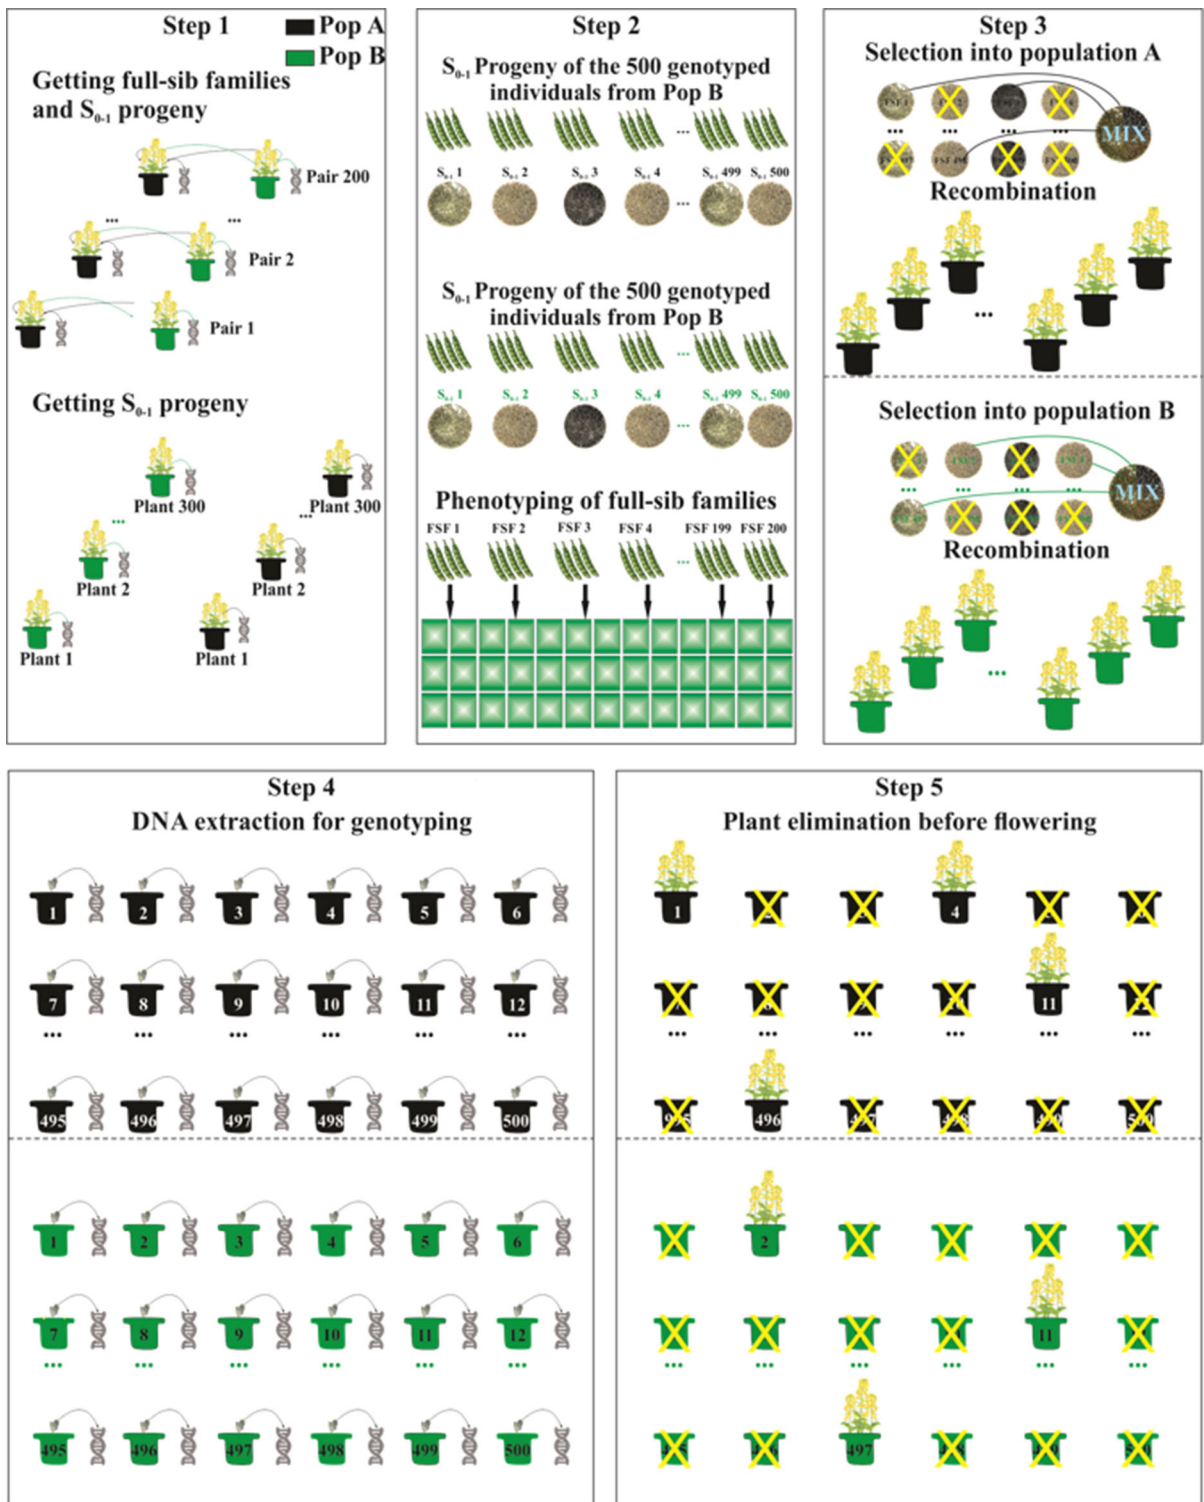 Step 1
Pop A
Pop B
Getting full-sib families
and S0-1 progeny
Pair 200
...
...
Pair 2
Pair 1
Getting S0-1 progeny
Plant 300
Plant 300
...
...
Plant 2
Plant 2
Plant 1
Plant 1
Step 2
S0-1 Progeny of the 500 genotyped
individuals from Pop B
...
S0-1 1 S0-1 2 S0-1 3 S0-1 4 S0-1 499 S0-1 500
...
S0-1 Progeny of the 500 genotyped
individuals from Pop B
...
S0-1 1 S0-1 2 S0-1 3 S0-1 4 S0-1 499 S0-1 500
...
Phenotyping of full-sib families
FSF 1 FSF 2 FSF 3 FSF 4 FSF 199 FSF 200
...
Step 3
Selection into population A
FSF 1
MIX
... ... ... ...
Recombination
...
Selection into population B
FSF 2
MIX
... ... ... ...
Recombination
...
Step 4
DNA extraction for genotyping
1 2 3 4 5 6
7 8 9 10 11 12
... ... ... ... ... ...
495 496 497 498 499 500
1 2 3 4 5 6
7 8 9 10 11 12
... ... ... ... ... ...
495 496 497 498 499 500
Step 5
Plant elimination before flowering
1 4
11
... ... ... ... ... ...
496
2
11
... ... ... ... ... ...
497